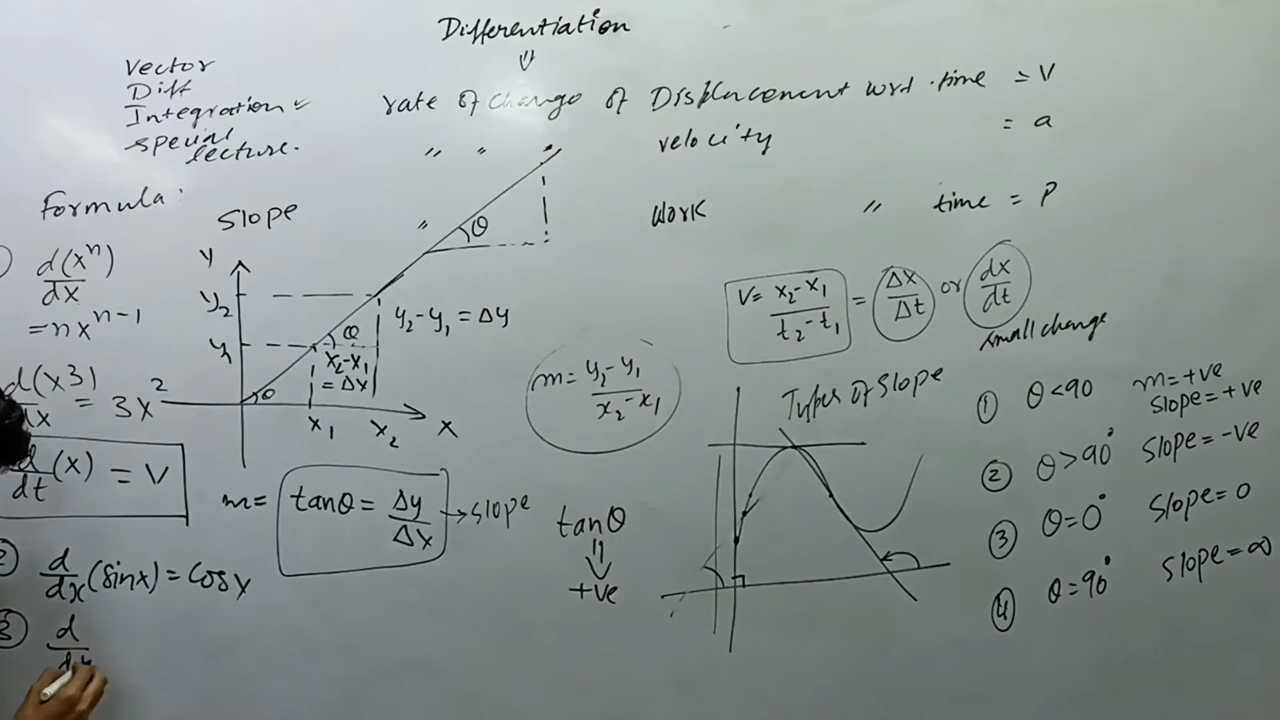 Differentiation
⇓
Vector
Diff
Integration
special
lecture.
rate of change of Displacement wrt. time = V
" " velocity = a
" Work " time = P
Formula:
d(xⁿ)/dx
= nxⁿ⁻¹
d(x3)/dx = 3x²
d/dt (x) = V
② d/dx (sinx) = Cosx
③ d/dx
Slope
y
y₂
y₁
θ
θ
θ
y₂-y₁ = Δy
x₂-x₁
= Δx
x₁ x₂ x
m = y₂-y₁/x₂-x₁
m = tanθ = Δy/Δx → slope
tanθ
⇓
+ve
V = x₂-x₁/t₂-t₁ = Δx/Δt or dx/dt
small change
Types of Slope
① θ<90 m=+ve
slope=+ve
② θ>90° slope=-ve
③ θ=0° slope=0
④ θ=90° slope=∞